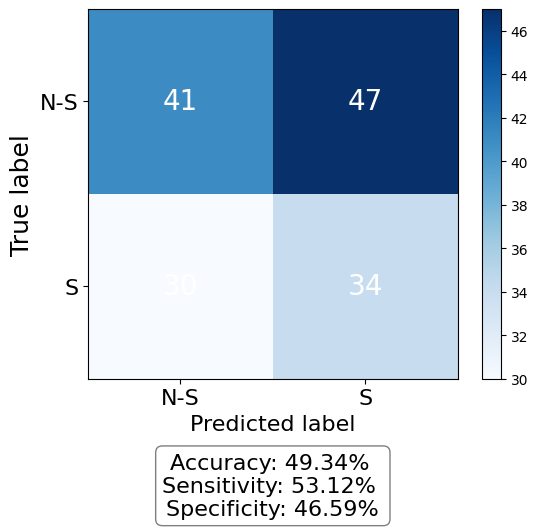 41 47
N-S
30 34
S
True label
N-S S
Predicted label
46
44
42
40
38
36
34
32
30
Accuracy: 49.34%
Sensitivity: 53.12%
Specificity: 46.59%